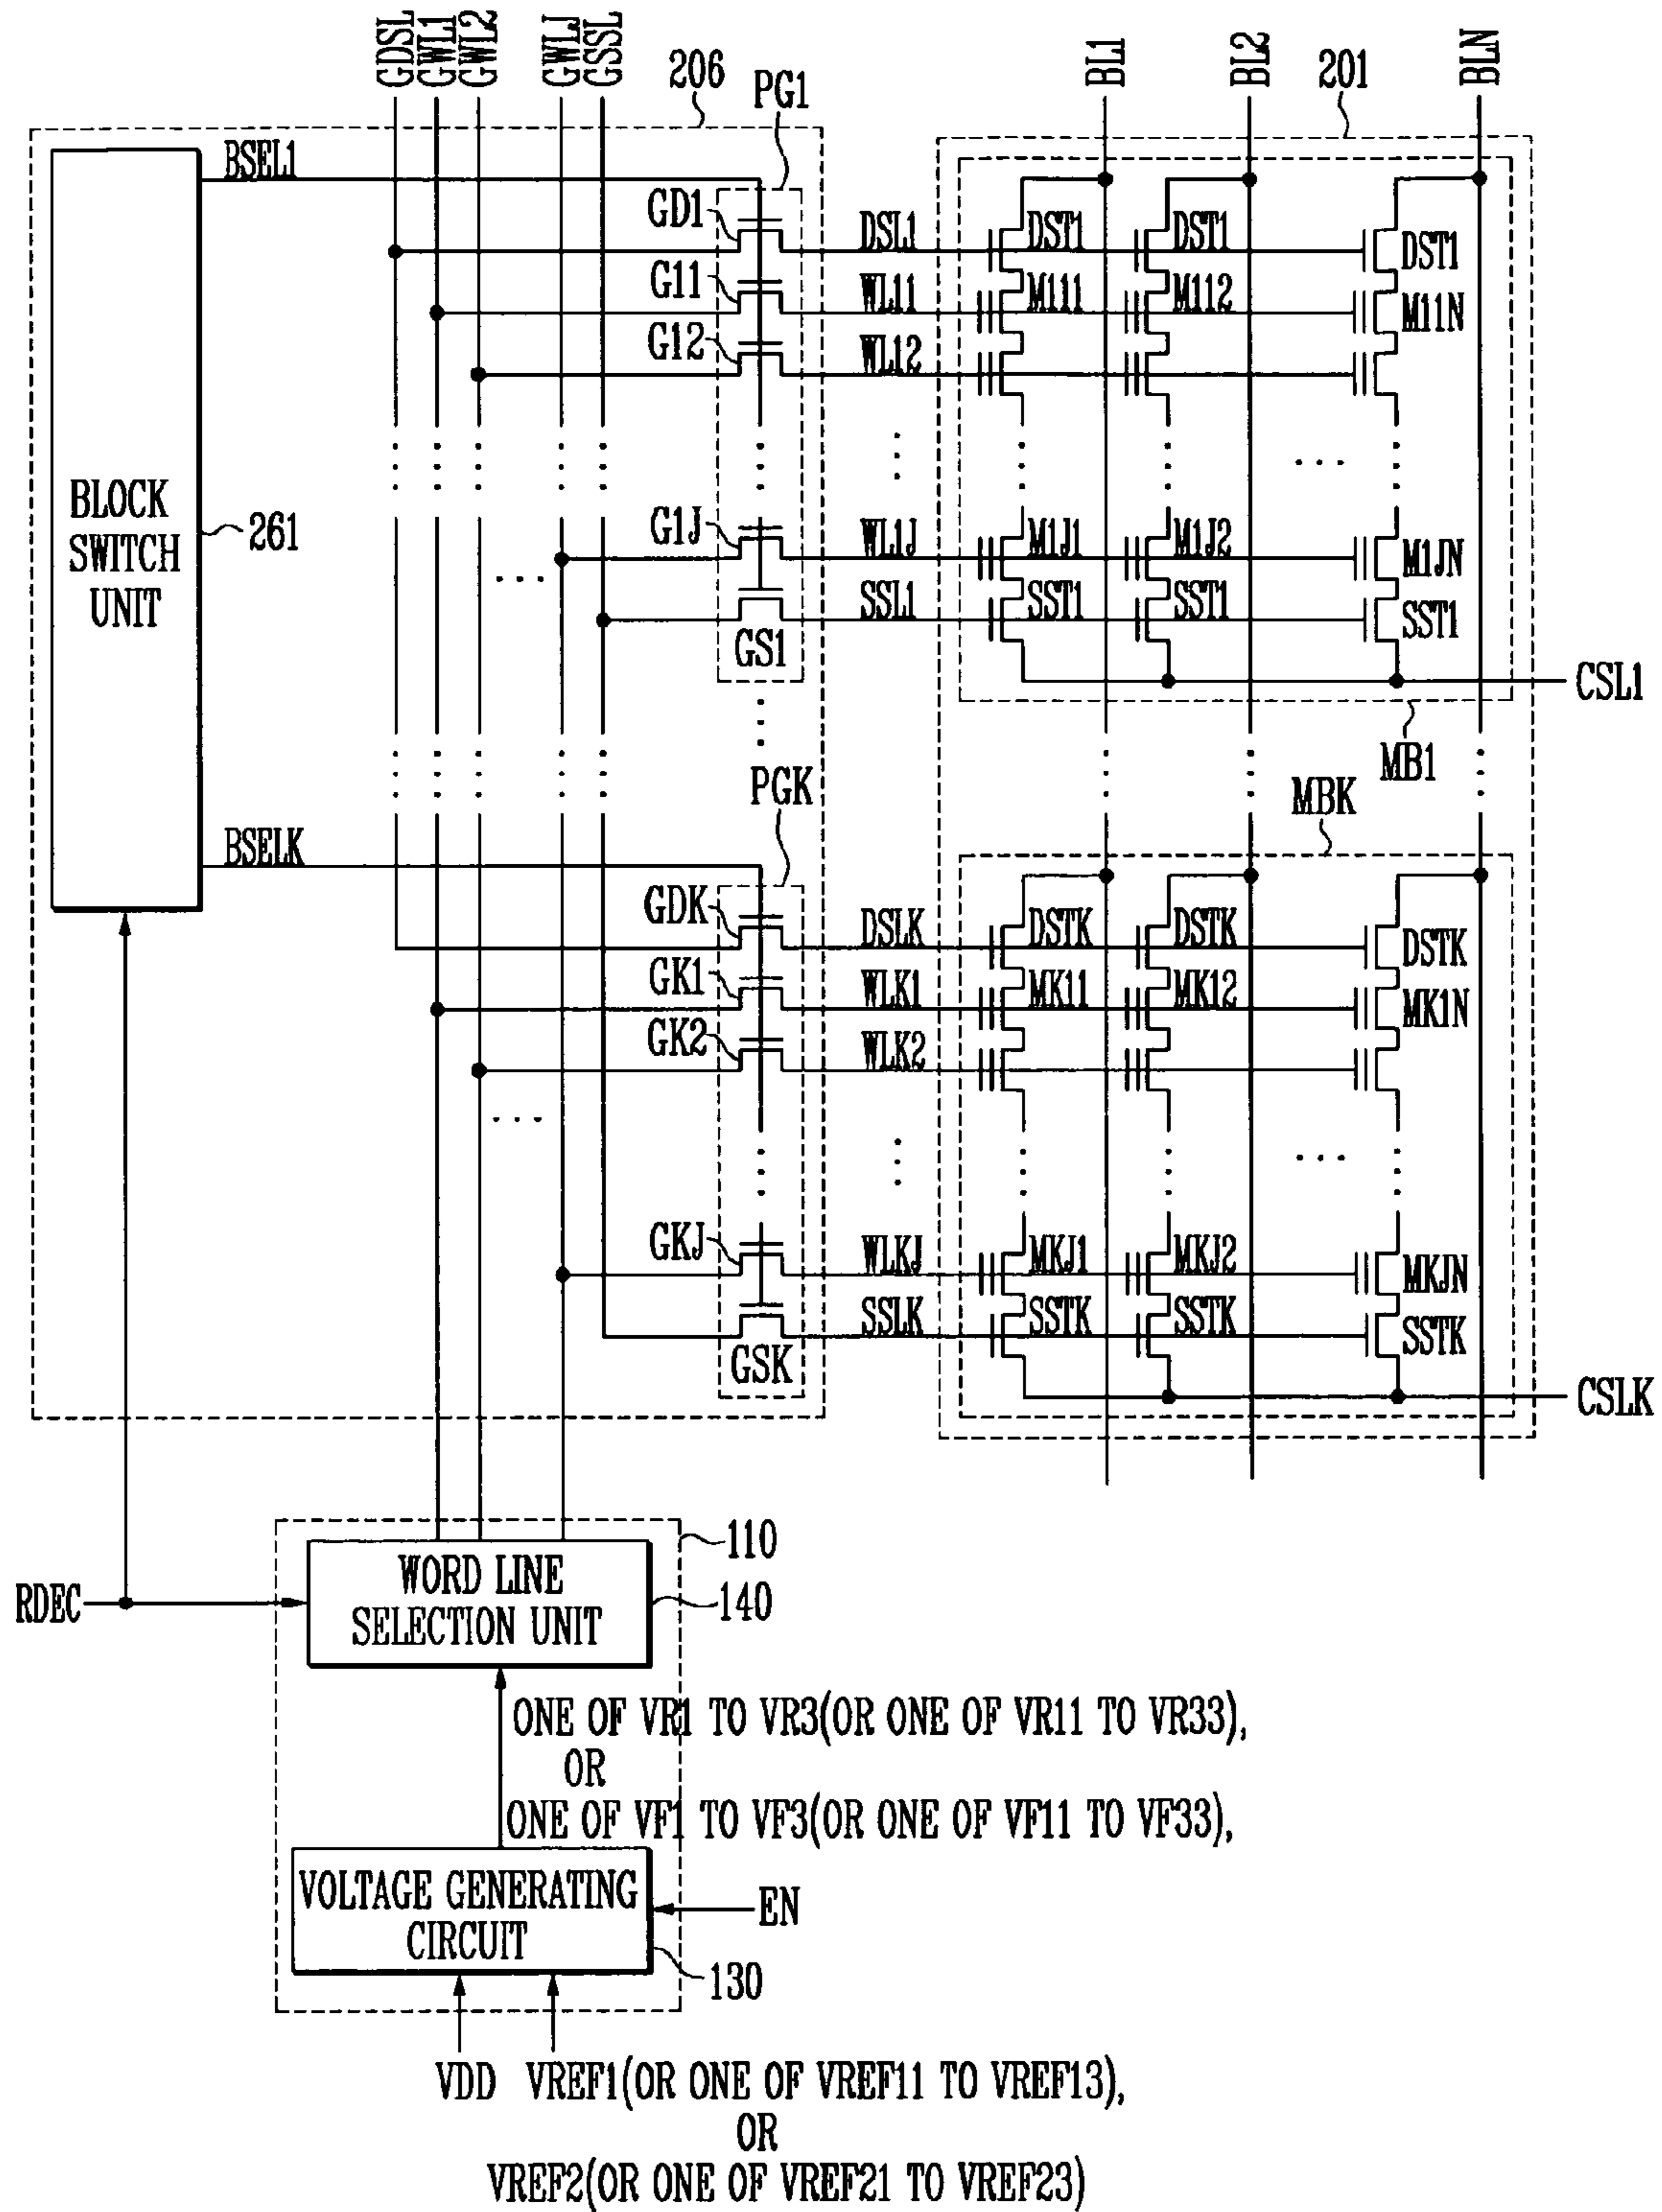 GDSL
GWL1
GWL2
GWLJ
GSSL
206
PG1
BL1
BL2
201
BLN
BSEL1
GD1
DSL1
DST1
DST1
DST1
G11
WL11
M111
M112
M11N
G12
WL12
BLOCK
SWITCH
UNIT
261
G1J
WL1J
M1J1
M1J2
M1JN
SSL1
SST1
SST1
SST1
GS1
CSL1
MB1
PGK
MBK
BSELK
GDK
DSLK
DSTK
DSTK
DSTK
GK1
WLK1
MK11
MK12
MK1N
GK2
WLK2
GKJ
WLKJ
MKJ1
MKJ2
MKJN
SSLK
SSTK
SSTK
SSTK
GSK
CSLK
110
RDEC
WORD LINE
SELECTION UNIT
140
ONE OF VR1 TO VR3(OR ONE OF VR11 TO VR33),
OR
ONE OF VF1 TO VF3(OR ONE OF VF11 TO VF33),
VOLTAGE GENERATING
CIRCUIT
EN
130
VDD VREF1(OR ONE OF VREF11 TO VREF13),
OR
VREF2(OR ONE OF VREF21 TO VREF23)